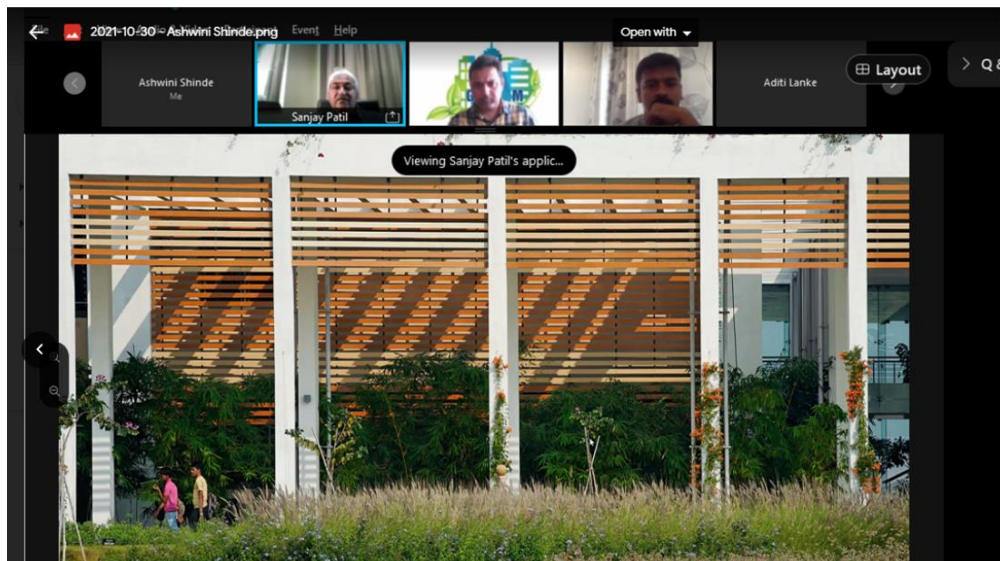 2021-10-30 - Ashwini Shinde.png
Event Help
Open with
Ashwini Shinde
Me
Sanjay Patil
Aditi Lanke
Layout
Q &
Viewing Sanjay Patil's applic...